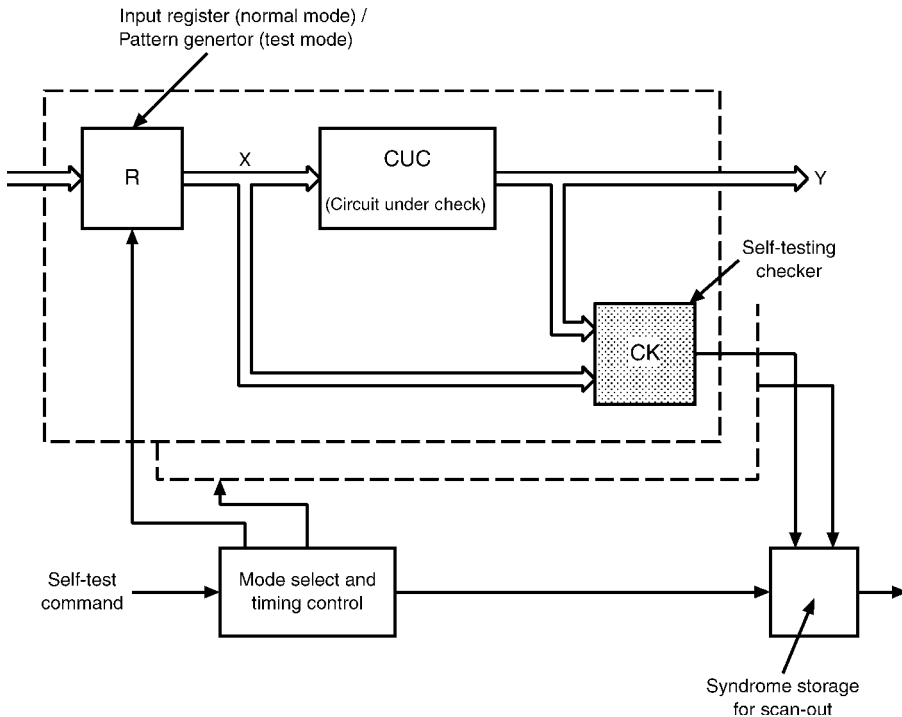 Input register (normal mode) /
Pattern genertor (test mode)
R
X
CUC
(Circuit under check)
Y
Self-testing
checker
CK
Self-test
command
Mode select and
timing control
Syndrome storage
for scan-out